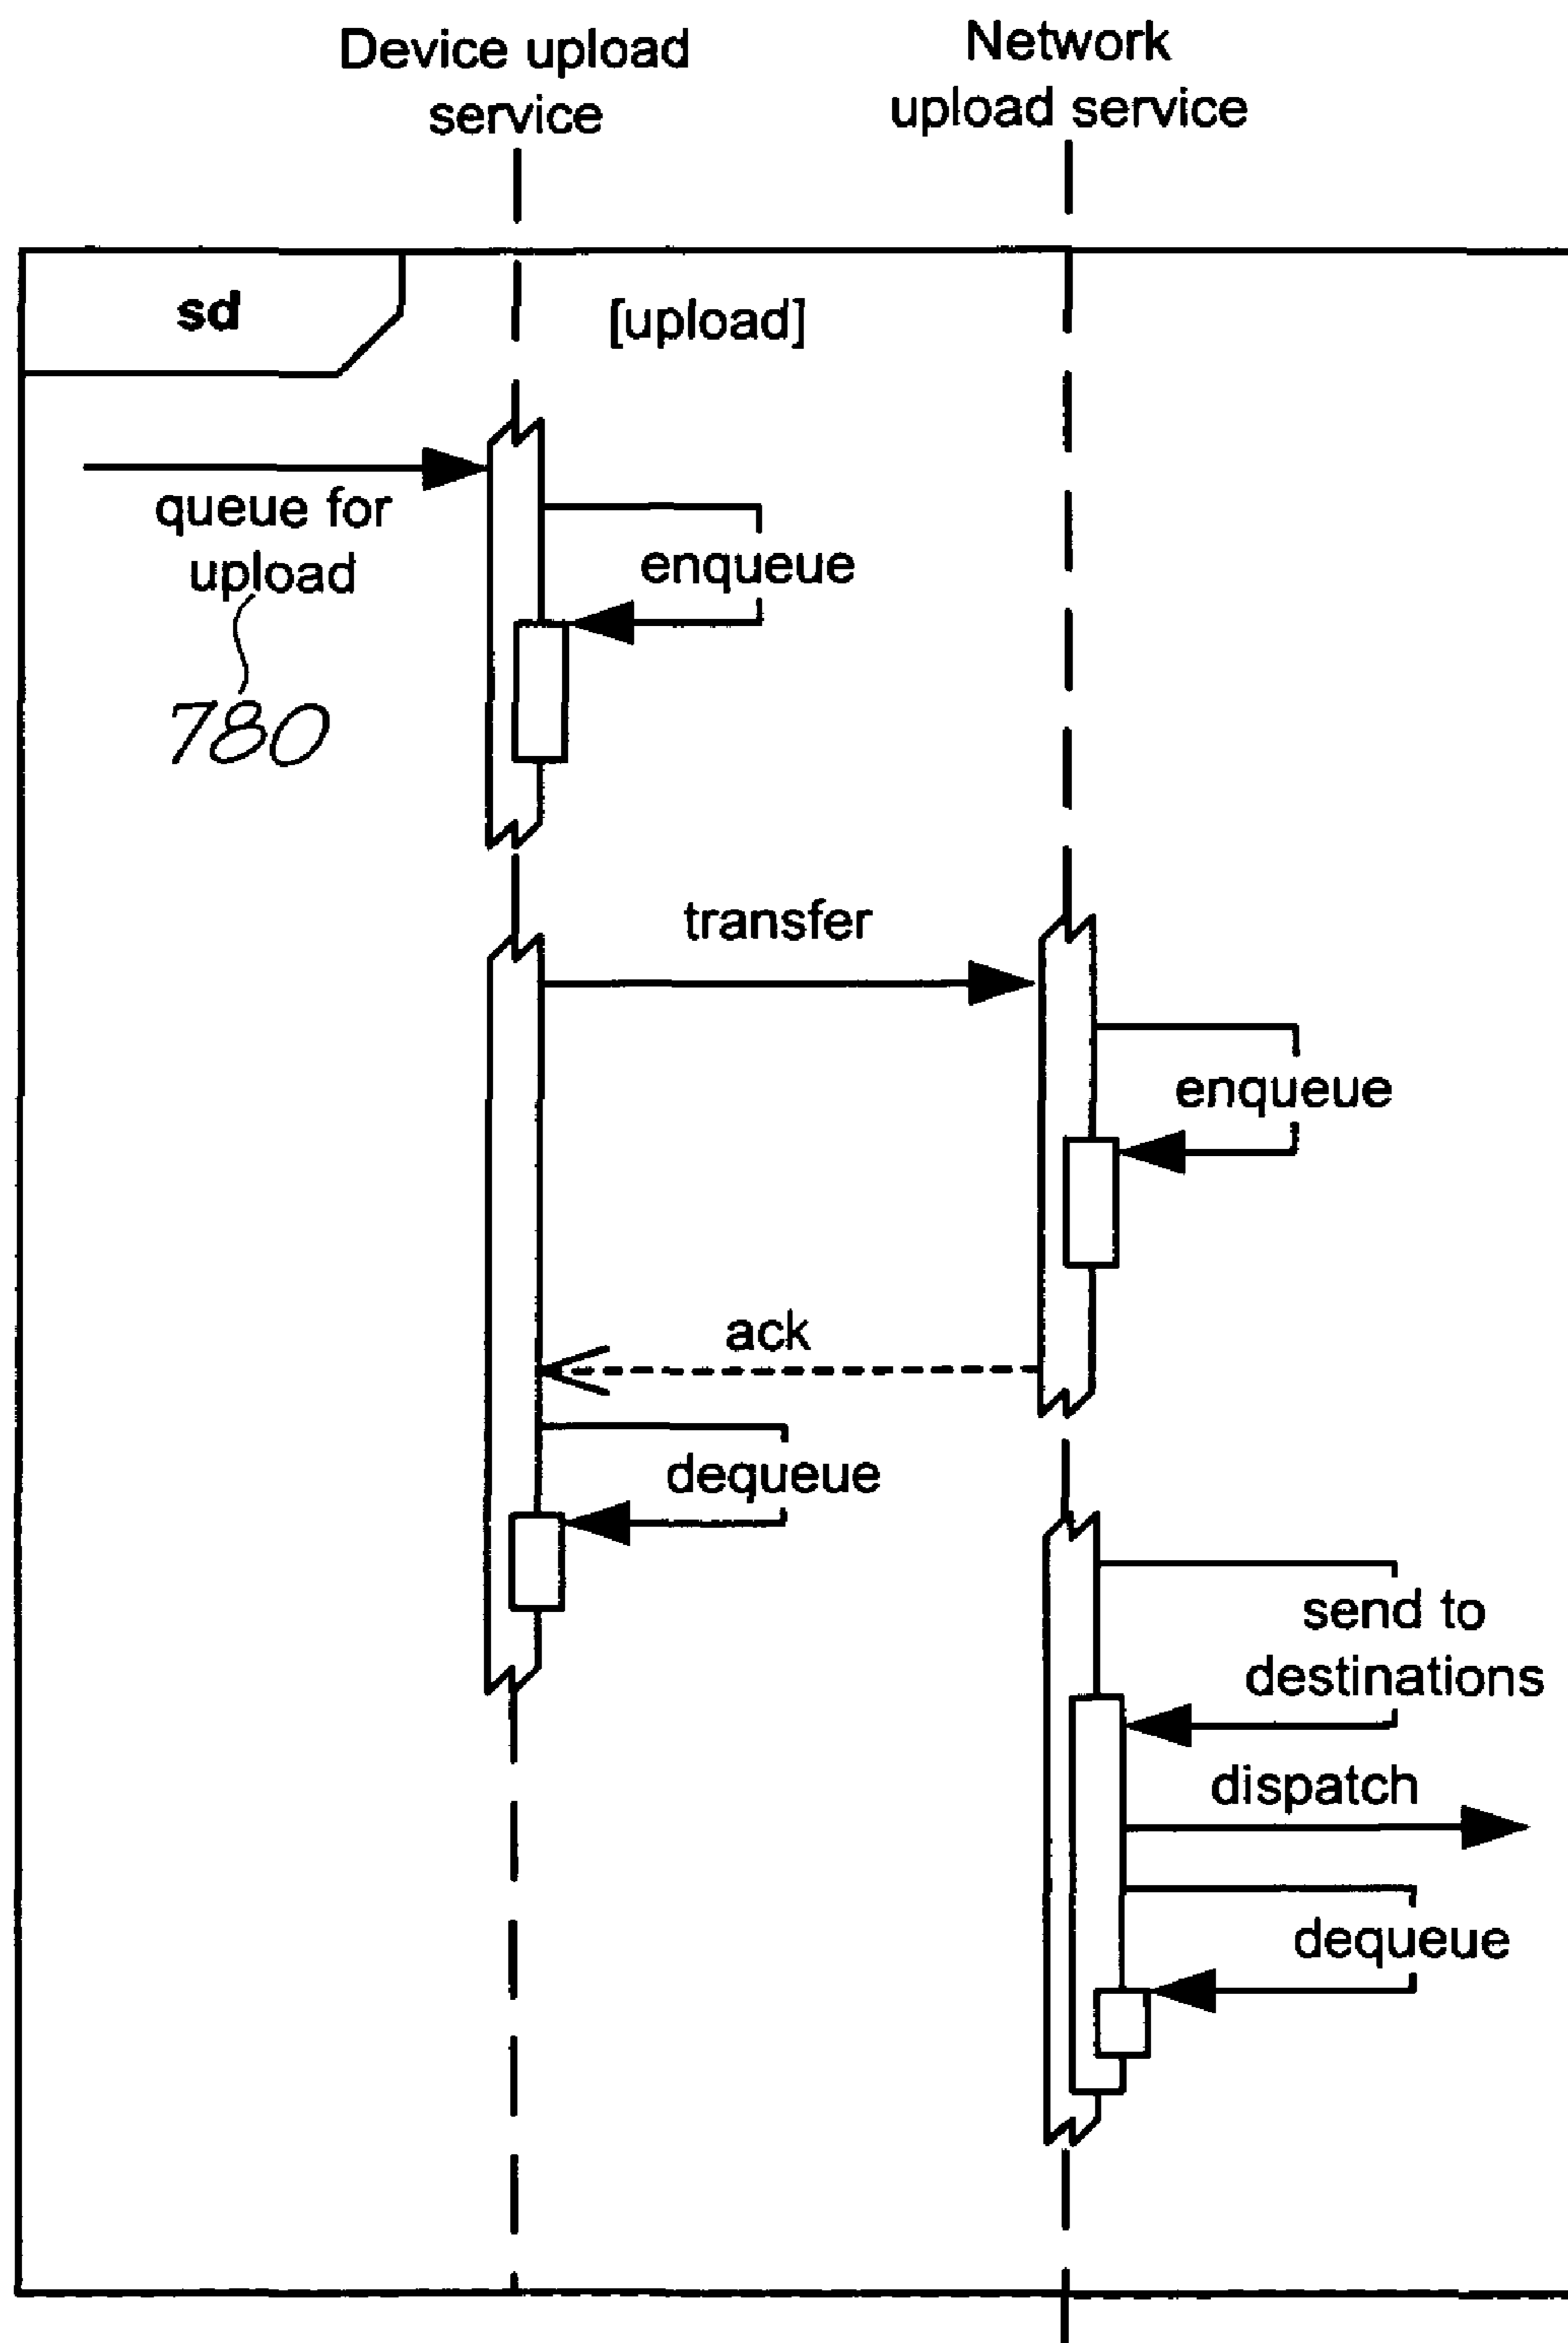 Device upload
service
Network
upload service
sd
[upload]
queue for
upload
780
enqueue
transfer
enqueue
ack
dequeue
send to
destinations
dispatch
dequeue